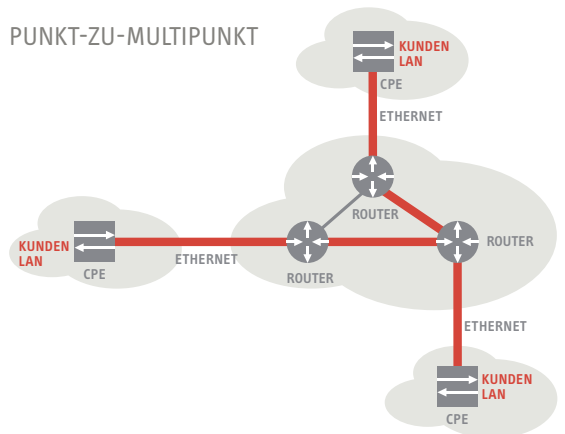 PUNKT-ZU-MULTIPUNKT
KUNDEN
LAN
CPE
ETHERNET
ROUTER
ROUTER
KUNDEN
LAN
CPE
ETHERNET
ROUTER
ETHERNET
KUNDEN
LAN
CPE